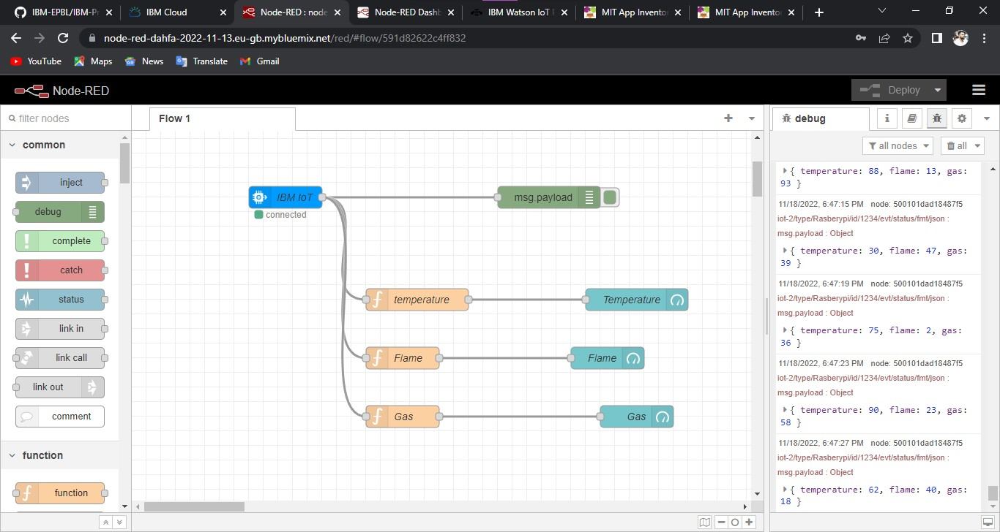 IBM-EPBL/IBM-Pr
IBM Cloud
Node-RED : node
Node-RED Dashb
IBM Watson IoT
MIT App Invento
MIT App Invento
node-red-dahfa-2022-11-13.eu-gb.mybluemix.net/red/#flow/591d82622c4ff832
YouTube
Maps
News
Translate
Gmail
Node-RED
Deploy
filter nodes
Flow 1
debug
common
all nodes
all
inject
debug
complete
catch
status
link in
link call
link out
comment
function
function
IBM IoT
connected
msg.payload
temperature
Temperature
Flame
Flame
Gas
Gas
{ temperature: 88, flame: 13, gas:
93 }
11/18/2022, 6:47:15 PM node: 500101dad18487f5
iot-2/type/Rasberypi/id/1234/evt/status/fmt/json :
msg.payload : Object
{ temperature: 30, flame: 47, gas:
39 }
11/18/2022, 6:47:19 PM node: 500101dad18487f5
iot-2/type/Rasberypi/id/1234/evt/status/fmt/json :
msg.payload : Object
{ temperature: 75, flame: 2, gas:
36 }
11/18/2022, 6:47:23 PM node: 500101dad18487f5
iot-2/type/Rasberypi/id/1234/evt/status/fmt/json :
msg.payload : Object
{ temperature: 90, flame: 23, gas:
58 }
11/18/2022, 6:47:27 PM node: 500101dad18487f5
iot-2/type/Rasberypi/id/1234/evt/status/fmt/json :
msg.payload : Object
{ temperature: 62, flame: 40, gas:
18 }